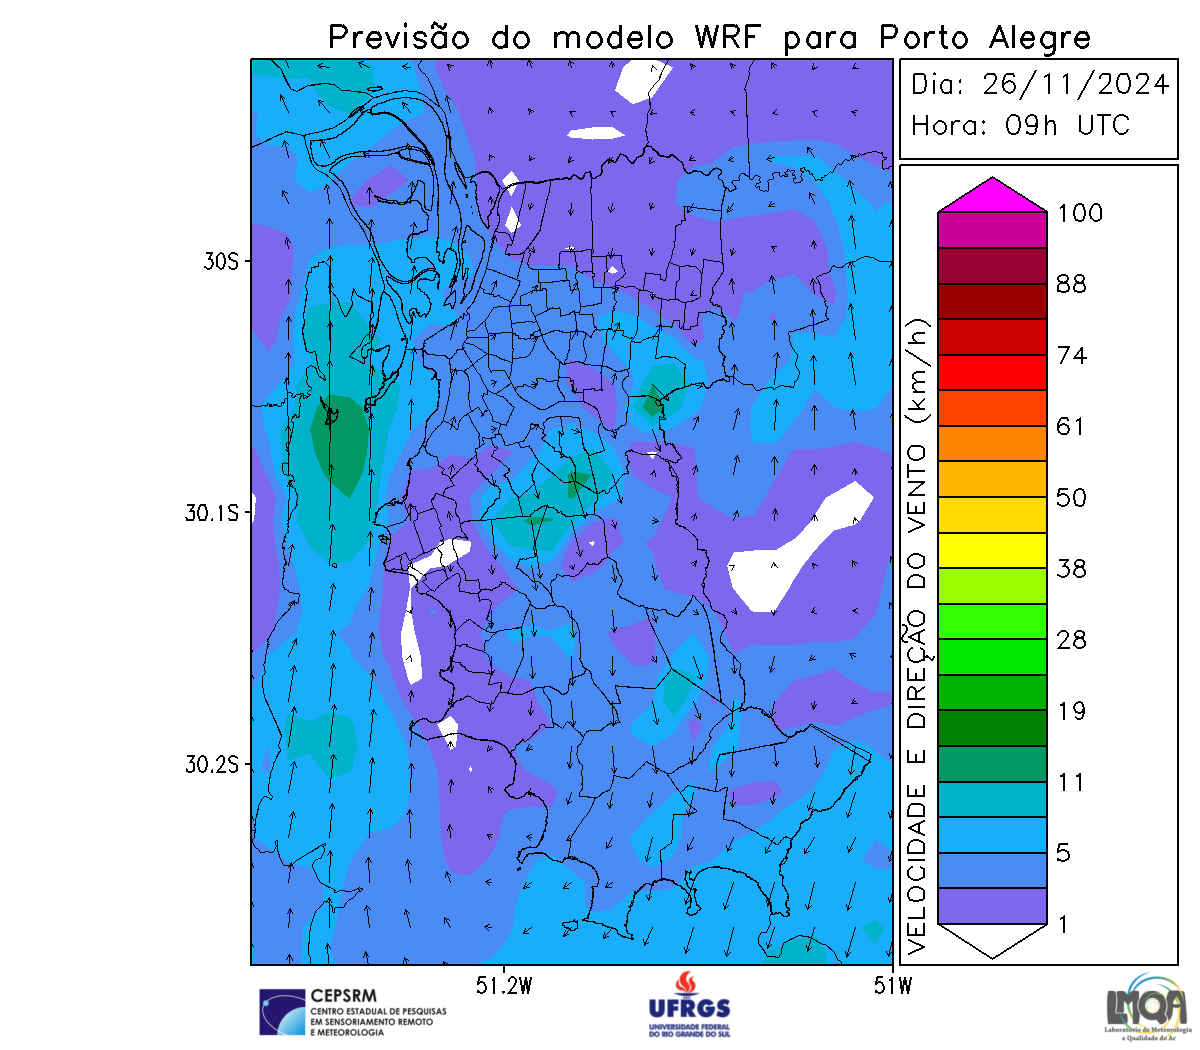 Previsão do modelo WRF para Porto Alegre
Dia: 26/11/2024
Hora: 09h UTC
30S
30.1S
30.2S
51.2W
51W
VELOCIDADE E DIREÇÃO DO VENTO (km/h)
100
88
74
61
50
38
28
19
11
5
1
CEPSRM
CENTRO ESTADUAL DE PESQUISAS
EM SENSORIAMENTO REMOTO
E METEOROLOGIA
UFRGS
UNIVERSIDADE FEDERAL
DO RIO GRANDE DO SUL
LMQA
Laboratório de Meteorologia
e Qualidade do Ar